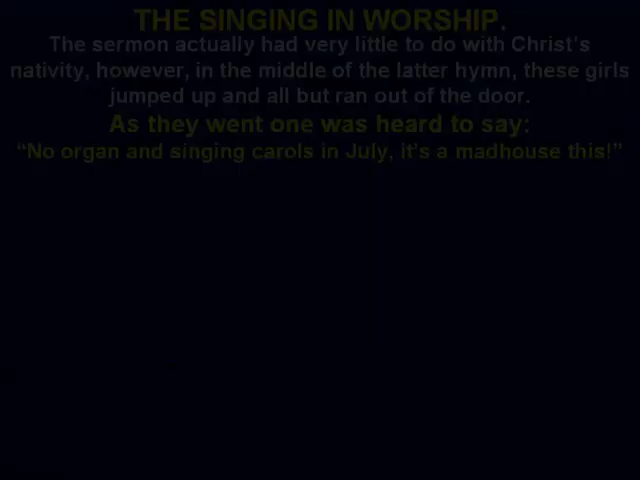 THE SINGING IN WORSHIP.
The sermon actually had very little to do with Christ's
nativity, however, in the middle of the latter hymn, these girls
jumped up and all but ran out of the door.
As they went one was heard to say:
“No organ and singing carols in July, it's a madhouse this!”